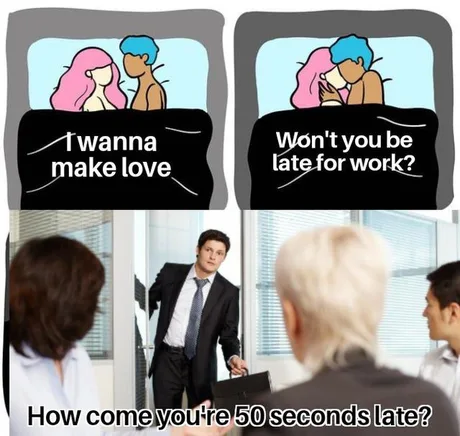 I wanna
make love
Won't you be
late for work?
How come you're 50 seconds late?